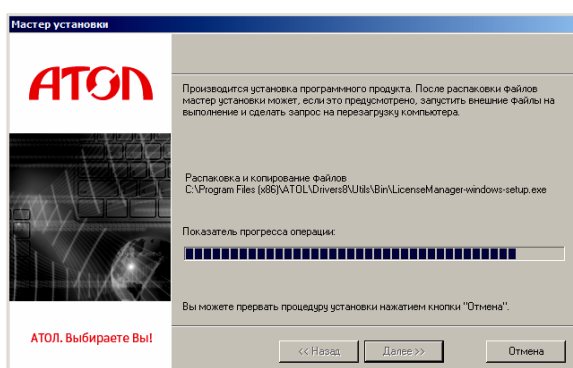 Мастер установки
АТОЛ
Производится установка программного продукта. После распаковки файлов
мастер установки может, если это предусмотрено, запустить внешние файлы на
выполнение и сделать запрос на перезагрузку компьютера.
Распаковка и копирование файлов
C:\Program Files (x86)\ATOL\Drivers8\Utils\Bin\LicenseManager-windows-setup.exe
Показатель прогресса операции:
Вы можете прервать процедуру установки нажатием кнопки "Отмена".
АТОЛ. Выбираете Вы!
<< Назад
Далее >>
Отмена